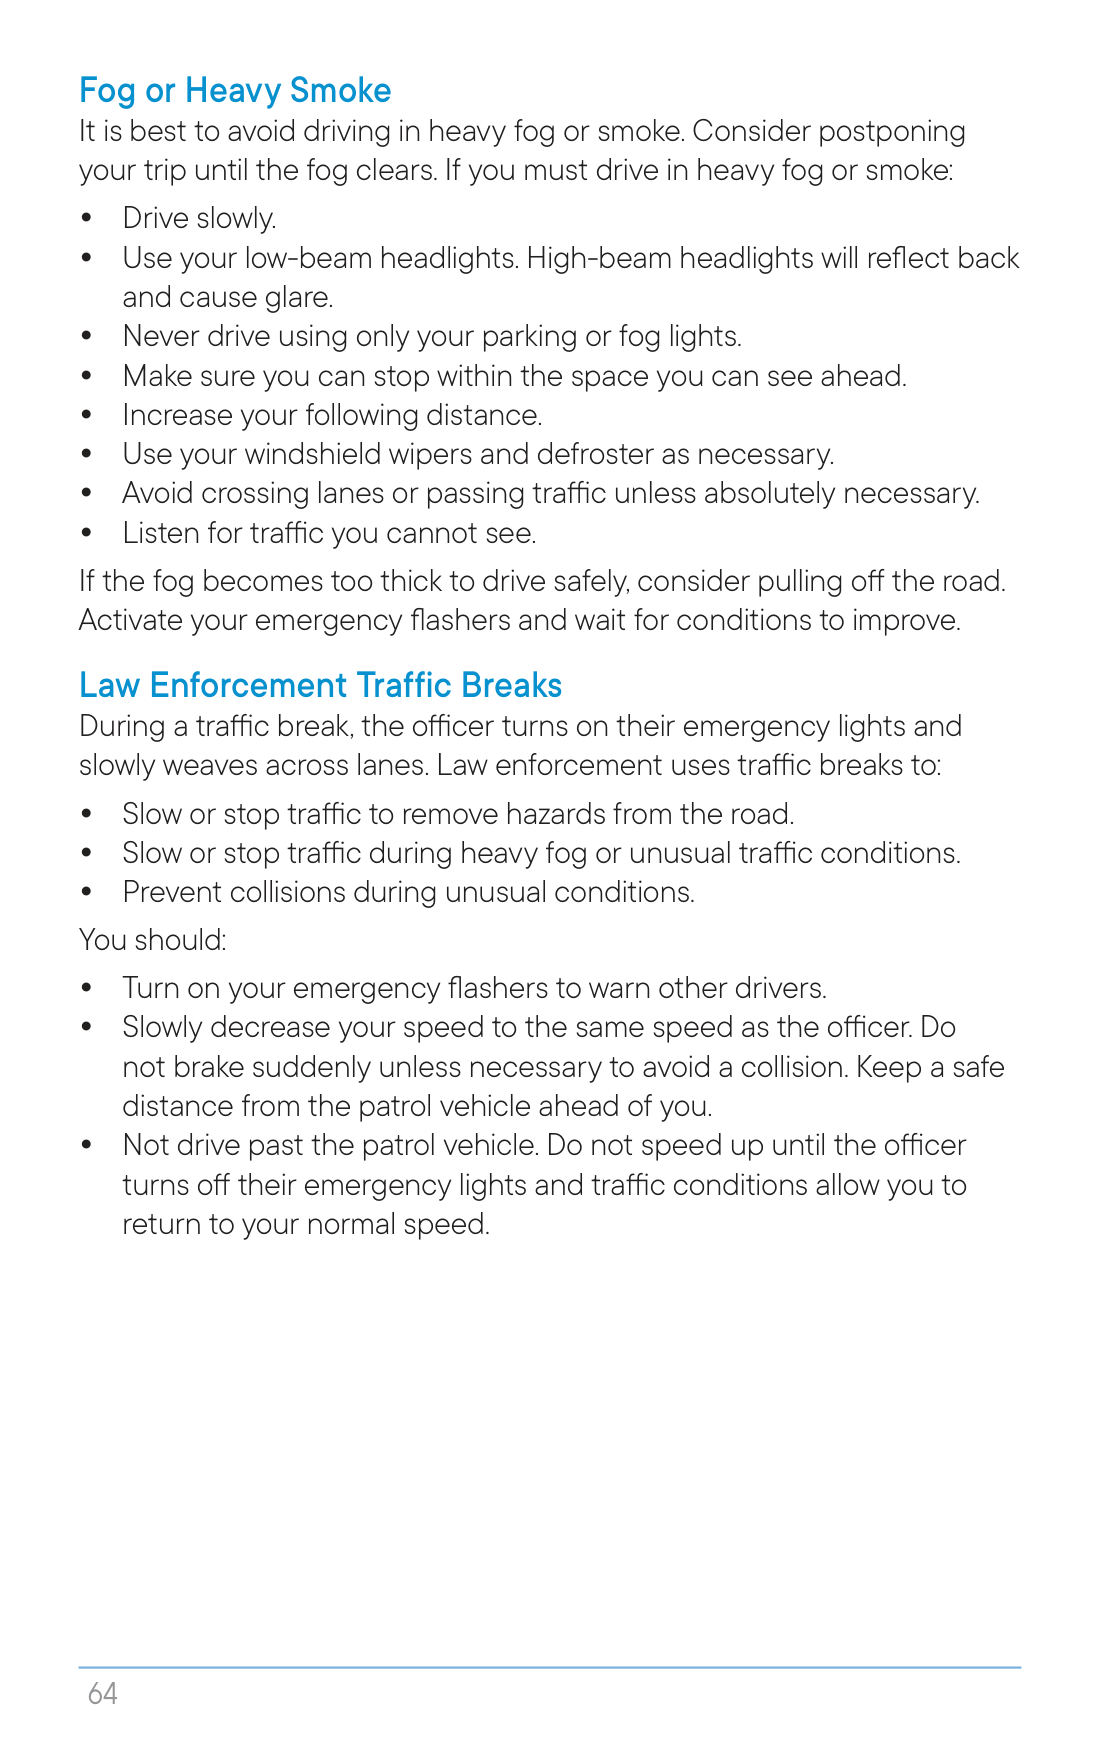 Fog or Heavy Smoke
It is best to avoid driving in heavy fog or smoke. Consider postponing
your trip until the fog clears. If you must drive in heavy fog or smoke:
• Drive slowly.
• Use your low-beam headlights. High-beam headlights will reflect back
and cause glare.
• Never drive using only your parking or fog lights.
• Make sure you can stop within the space you can see ahead.
• Increase your following distance.
• Use your windshield wipers and defroster as necessary.
• Avoid crossing lanes or passing traffic unless absolutely necessary.
• Listen for traffic you cannot see.
If the fog becomes too thick to drive safely, consider pulling off the road.
Activate your emergency flashers and wait for conditions to improve.
Law Enforcement Traffic Breaks
During a traffic break, the officer turns on their emergency lights and
slowly weaves across lanes. Law enforcement uses traffic breaks to:
• Slow or stop traffic to remove hazards from the road.
• Slow or stop traffic during heavy fog or unusual traffic conditions.
• Prevent collisions during unusual conditions.
You should:
• Turn on your emergency flashers to warn other drivers.
• Slowly decrease your speed to the same speed as the officer. Do
not brake suddenly unless necessary to avoid a collision. Keep a safe
distance from the patrol vehicle ahead of you.
• Not drive past the patrol vehicle. Do not speed up until the officer
turns off their emergency lights and traffic conditions allow you to
return to your normal speed.
64